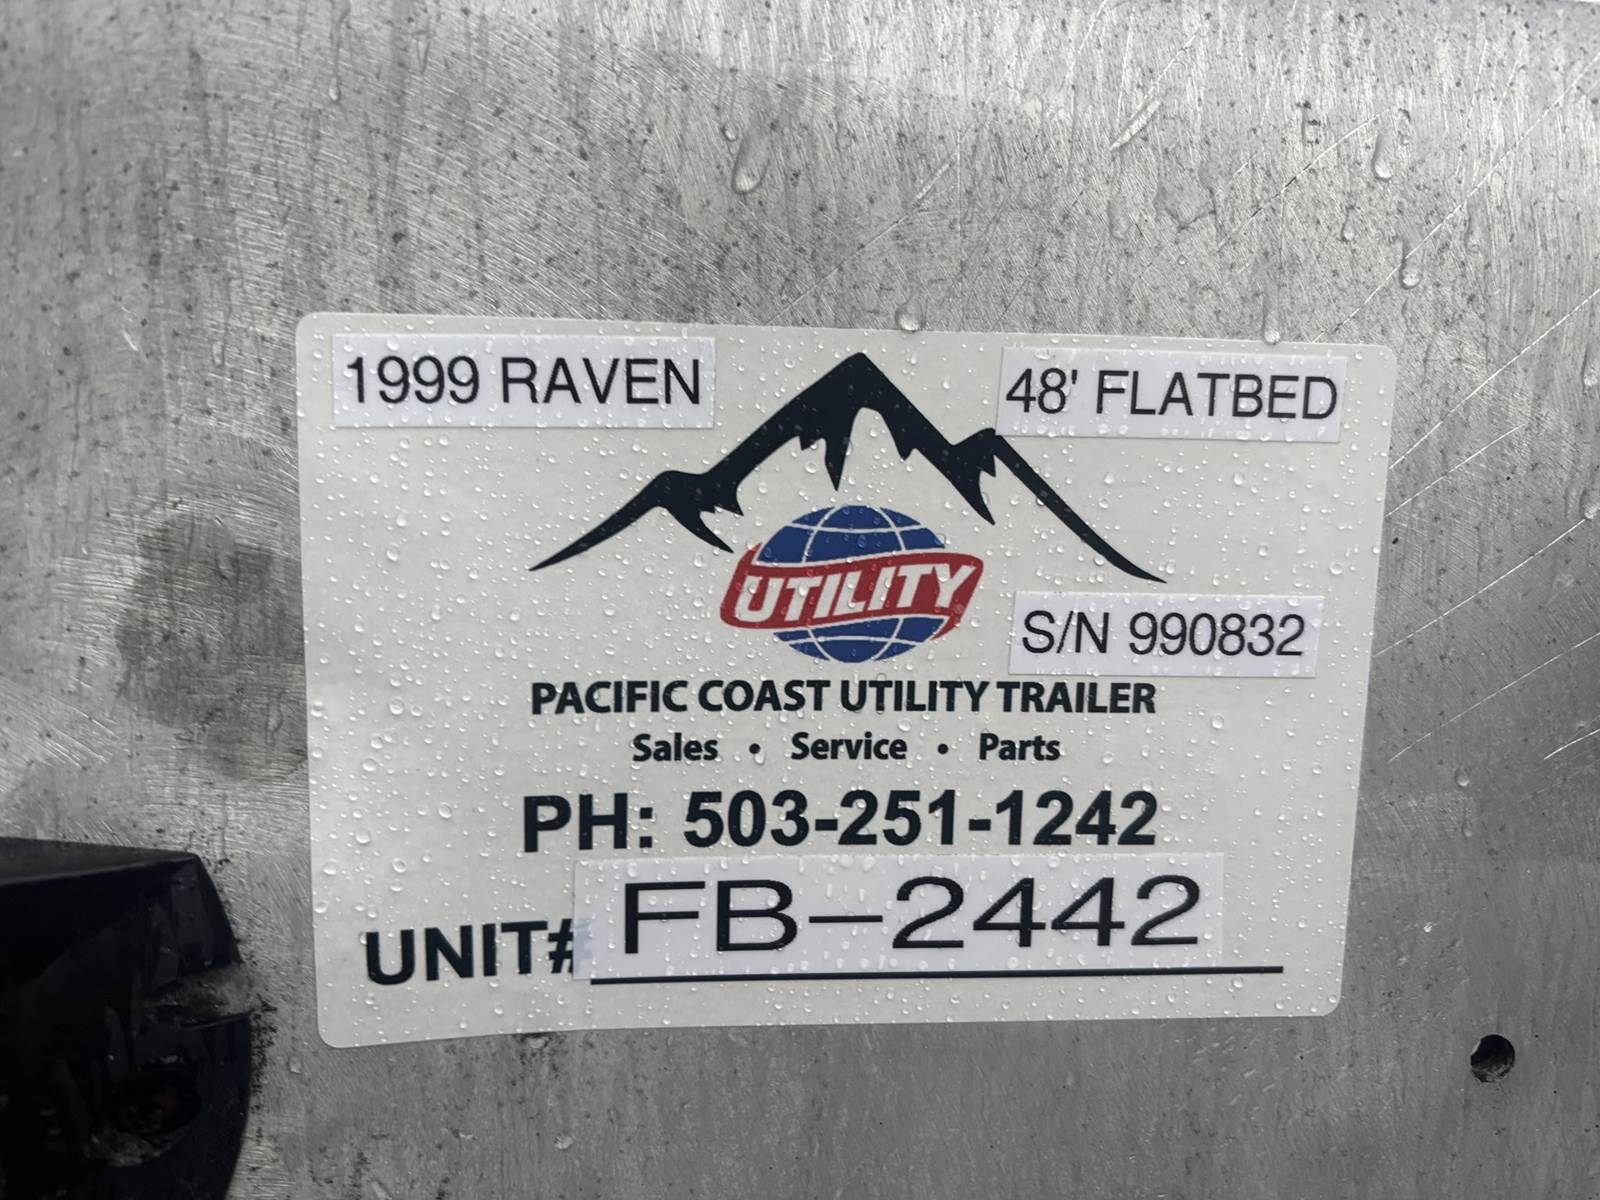 1999 RAVEN
48' FLATBED
UTILITY
S/N 990832
PACIFIC COAST UTILITY TRAILER
Sales • Service • Parts
PH: 503-251-1242
UNIT# FB-2442